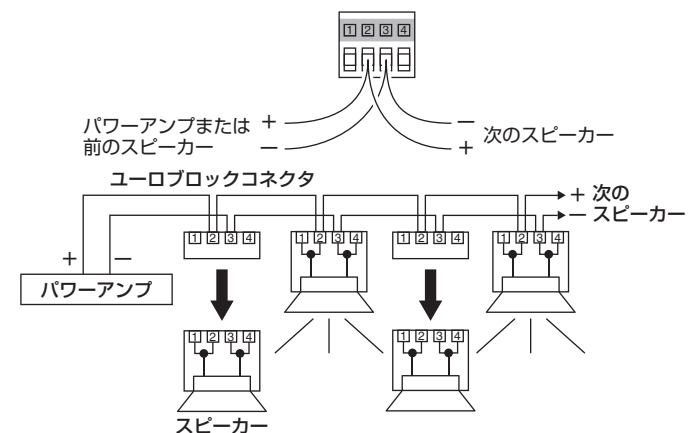 1 2 3 4
パワーアンプまたは
前のスピーカー
+
−
−
+
次のスピーカー
ユーロブロックコネクタ
+ 次の
− スピーカー
1 2 3 4
1 2 3 4
1 2 3 4
1 2 3 4
+ −
パワーアンプ
1 2 3 4
1 2 3 4
スピーカー